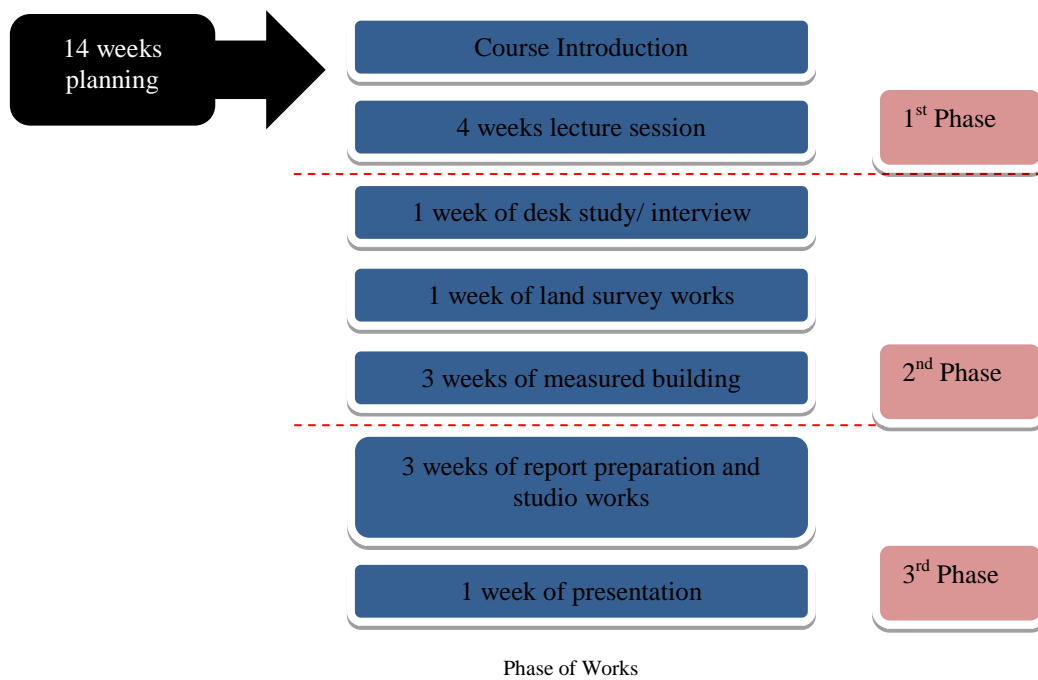 14 weeks
planning
Course Introduction
4 weeks lecture session
1st Phase
1 week of desk study/ interview
1 week of land survey works
3 weeks of measured building
2nd Phase
3 weeks of report preparation and
studio works
1 week of presentation
3rd Phase
Phase of Works